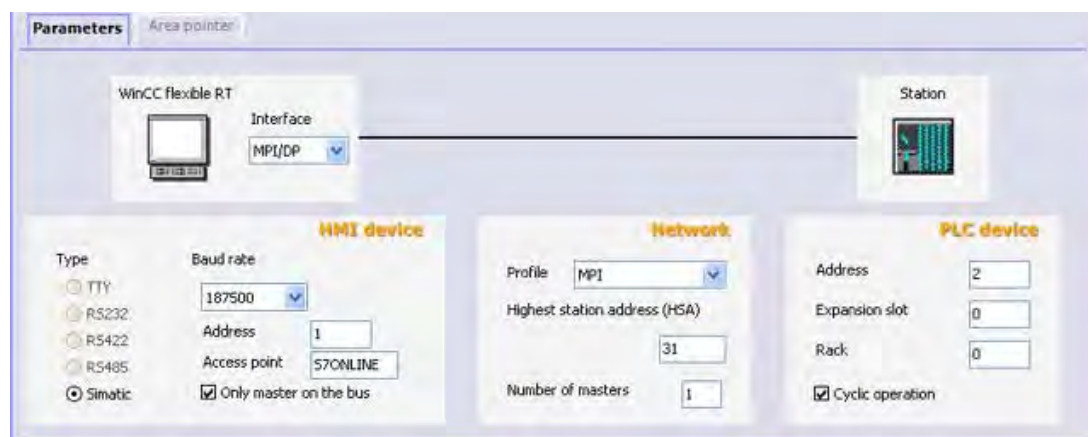 Parameters
Area pointer
WinCC flexible RT
Interface
MPI/DP
Station
HMI device
Type
TTY
RS232
RS422
RS485
Simatic
Baud rate
187500
Address
1
Access point
S7ONLINE
Only master on the bus
Network
Profile
MPI
Highest station address (HSA)
31
Number of masters
1
PLC device
Address
2
Expansion slot
0
Rack
0
Cyclic operation